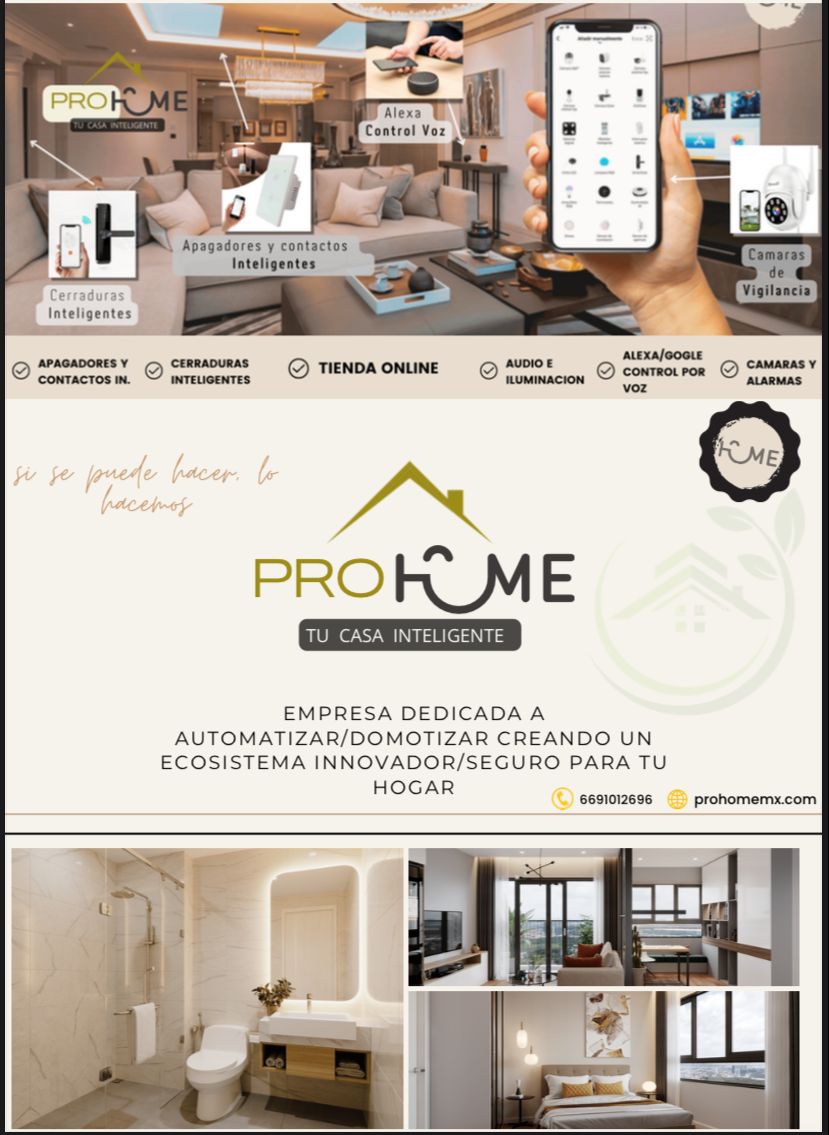 PROHOME
TU CASA INTELIGENTE
Alexa
Control Voz
Añadir manualmente
Apagadores y contactos
Inteligentes
Cerraduras
Inteligentes
Camaras
de
Vigilancia
APAGADORES Y
CONTACTOS IN.
CERRADURAS
INTELIGENTES
TIENDA ONLINE
AUDIO E
ILUMINACION
ALEXA/GOGLE
CONTROL POR
VOZ
CAMARAS Y
ALARMAS
HOME
si se puede hacer, lo
hacemos
PROHOME
TU CASA INTELIGENTE
EMPRESA DEDICADA A
AUTOMATIZAR/DOMOTIZAR CREANDO UN
ECOSISTEMA INNOVADOR/SEGURO PARA TU
HOGAR
6691012696
prohomemx.com